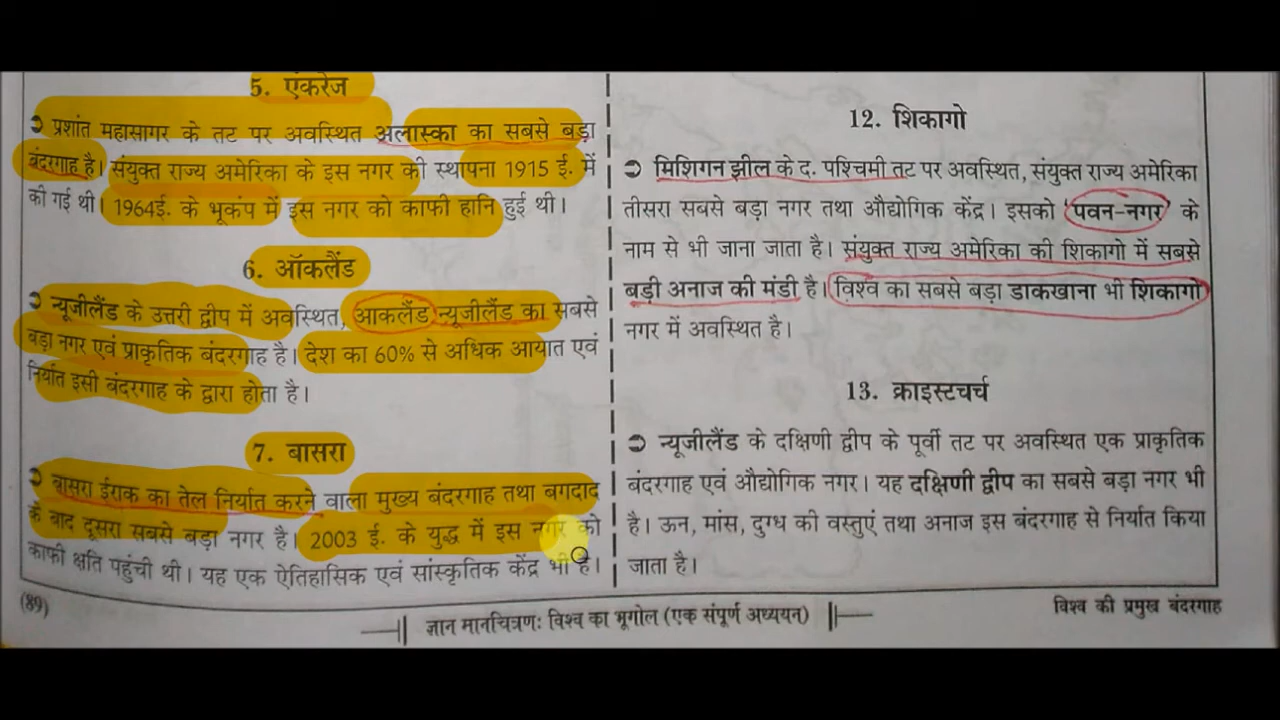 5. एंकरेज
➲ प्रशांत महासागर के तट पर अवस्थित अलास्का का सबसे बड़ा
बंदरगाह है। संयुक्त राज्य अमेरिका के इस नगर की स्थापना 1915 ई. में
की गई थी। 1964ई. के भूकंप में इस नगर को काफी हानि हुई थी।
6. ऑकलैंड
➲ न्यूजीलैंड के उत्तरी द्वीप में अवस्थित, आकलैंड न्यूजीलैंड का सबसे
बड़ा नगर एवं प्राकृतिक बंदरगाह है। देश का 60% से अधिक आयात एवं
निर्यात इसी बंदरगाह के द्वारा होता है।
7. बासरा
➲ बासरा ईराक का तेल निर्यात करने वाला मुख्य बंदरगाह तथा बगदाद
के बाद दूसरा सबसे बड़ा नगर है। 2003 ई. के युद्ध में इस नगर को
काफी क्षति पहुंची थी। यह एक ऐतिहासिक एवं सांस्कृतिक केंद्र भी है।
12. शिकागो
➲ मिशिगन झील के द. पश्चिमी तट पर अवस्थित, संयुक्त राज्य अमेरिका
तीसरा सबसे बड़ा नगर तथा औद्योगिक केंद्र। इसको 'पवन-नगर' के
नाम से भी जाना जाता है। संयुक्त राज्य अमेरिका की शिकागो में सबसे
बड़ी अनाज की मंडी है। विश्व का सबसे बड़ा डाकखाना भी शिकागो
नगर में अवस्थित है।
13. क्राइस्टचर्च
➲ न्यूजीलैंड के दक्षिणी द्वीप के पूर्वी तट पर अवस्थित एक प्राकृतिक
बंदरगाह एवं औद्योगिक नगर। यह दक्षिणी द्वीप का सबसे बड़ा नगर भी
है। ऊन, मांस, दुग्ध की वस्तुएं तथा अनाज इस बंदरगाह से निर्यात किया
जाता है।
(89)
ज्ञान मानचित्रण: विश्व का भूगोल (एक संपूर्ण अध्ययन)
विश्व की प्रमुख बंदरगाह